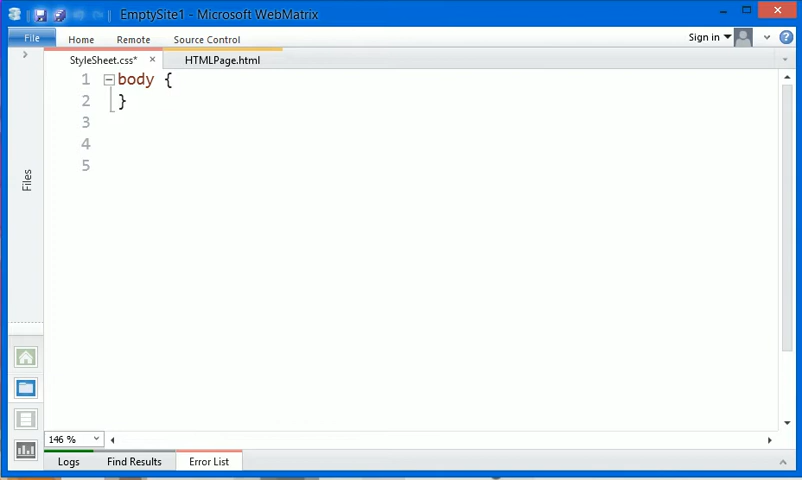 EmptySite1 - Microsoft WebMatrix
File Home Remote Source Control Sign in ?
StyleSheet.css* × HTMLPage.html
1 body {
2 }
3
4
5
Files
146 %
Logs Find Results Error List